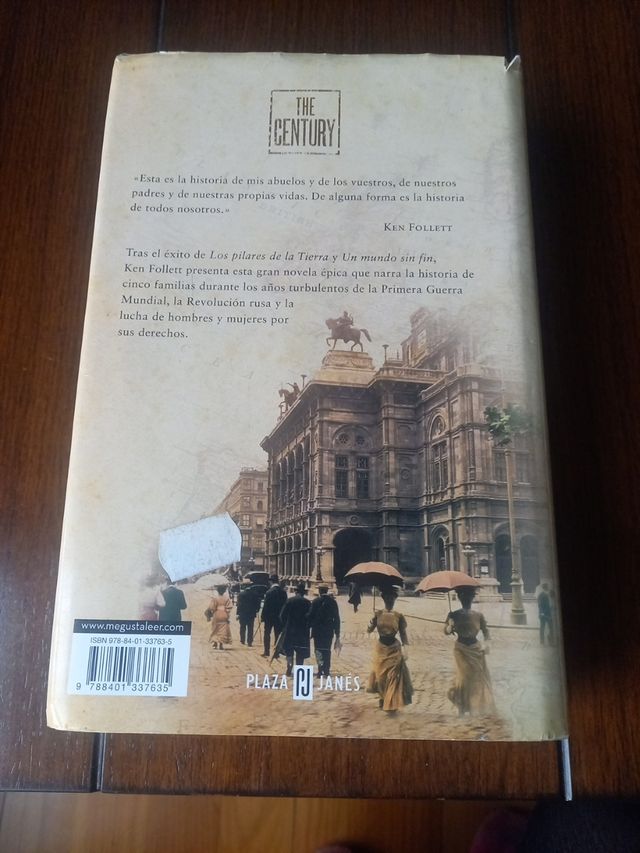 THE
CENTURY
«Esta es la historia de mis abuelos y de los vuestros, de nuestros
padres y de nuestras propias vidas. De alguna forma es la historia
de todos nosotros.»
KEN FOLLETT
Tras el éxito de Los pilares de la Tierra y Un mundo sin fin,
Ken Follett presenta esta gran novela épica que narra la historia de
cinco familias durante los años turbulentos de la Primera Guerra
Mundial, la Revolución rusa y la
lucha de hombres y mujeres por
sus derechos.
www.megustaleer.com
ISBN 978-84-01-33763-5
9 788401 337635
PLAZA PJ JANÉS